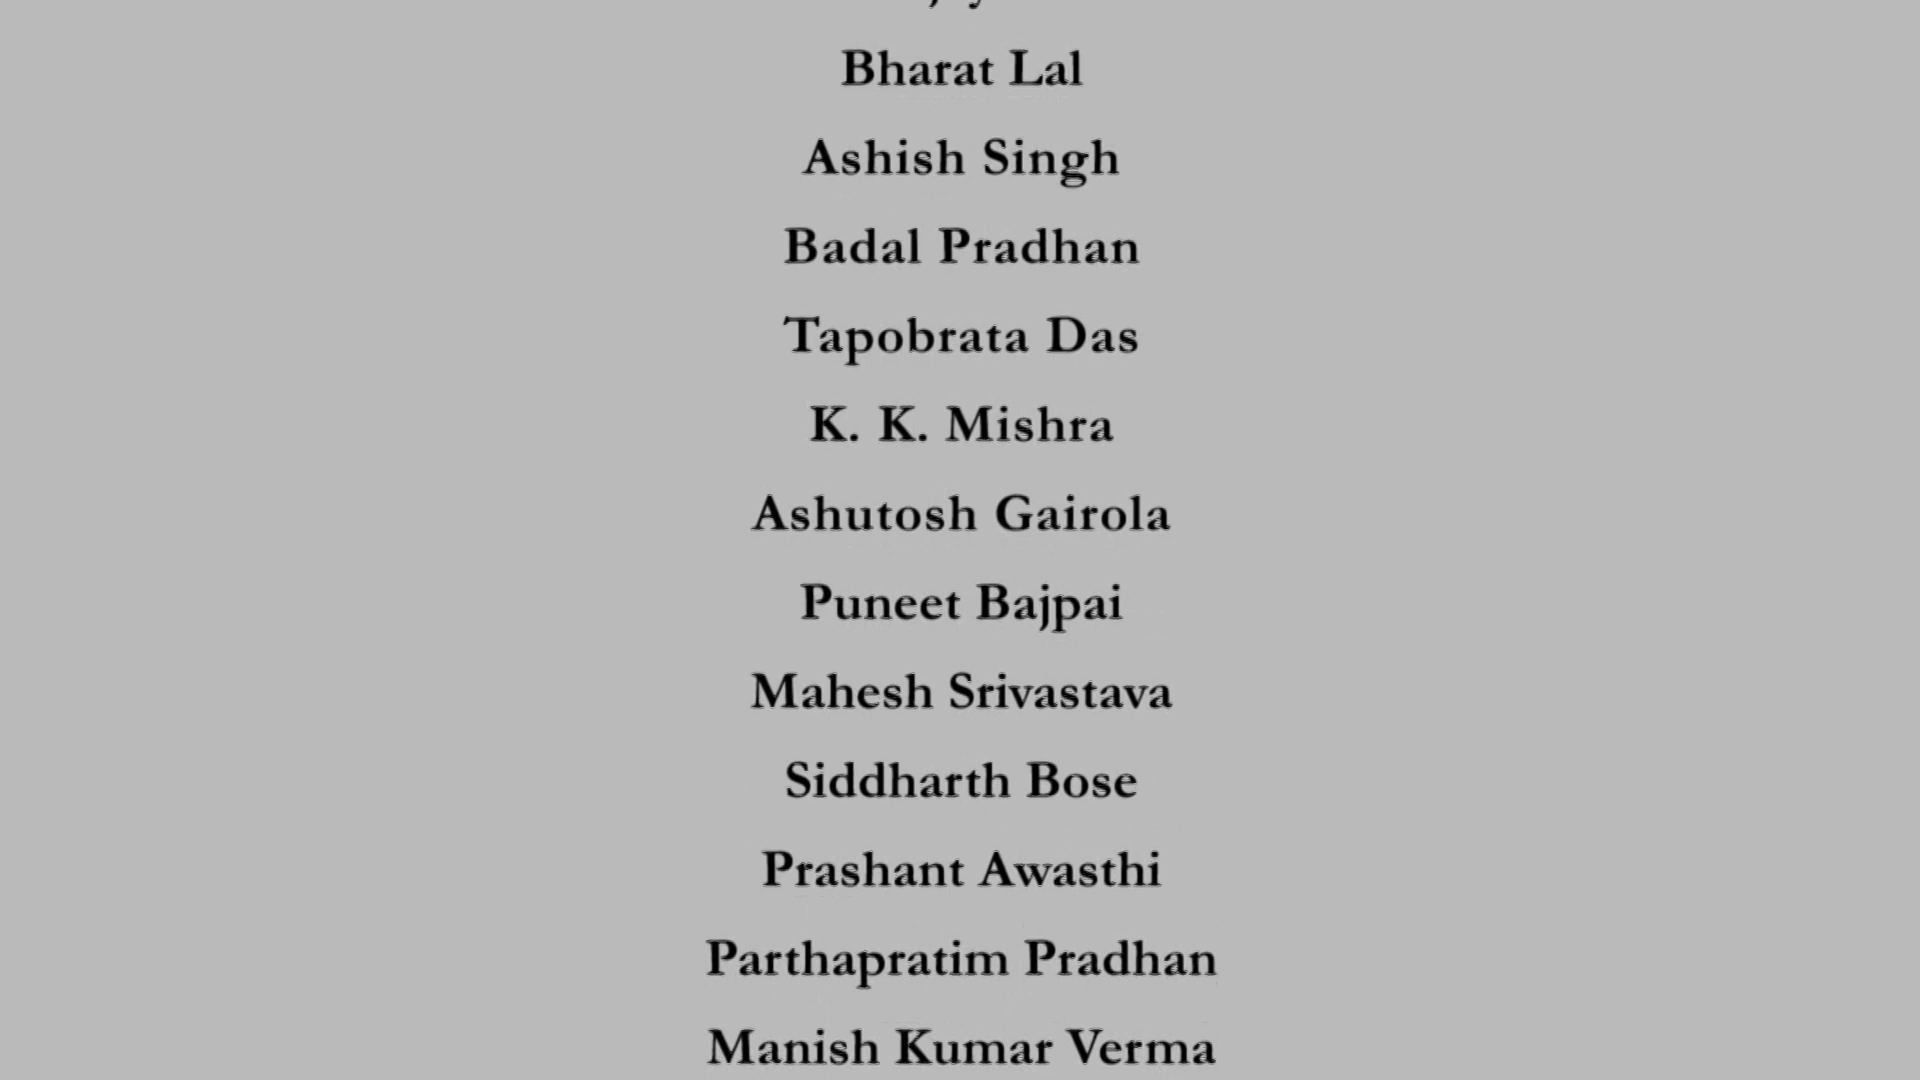 Bharat Lal
Ashish Singh
Badal Pradhan
Tapobrata Das
K. K. Mishra
Ashutosh Gairola
Puneet Bajpai
Mahesh Srivastava
Siddharth Bose
Prashant Awasthi
Parthapratim Pradhan
Manish Kumar Verma